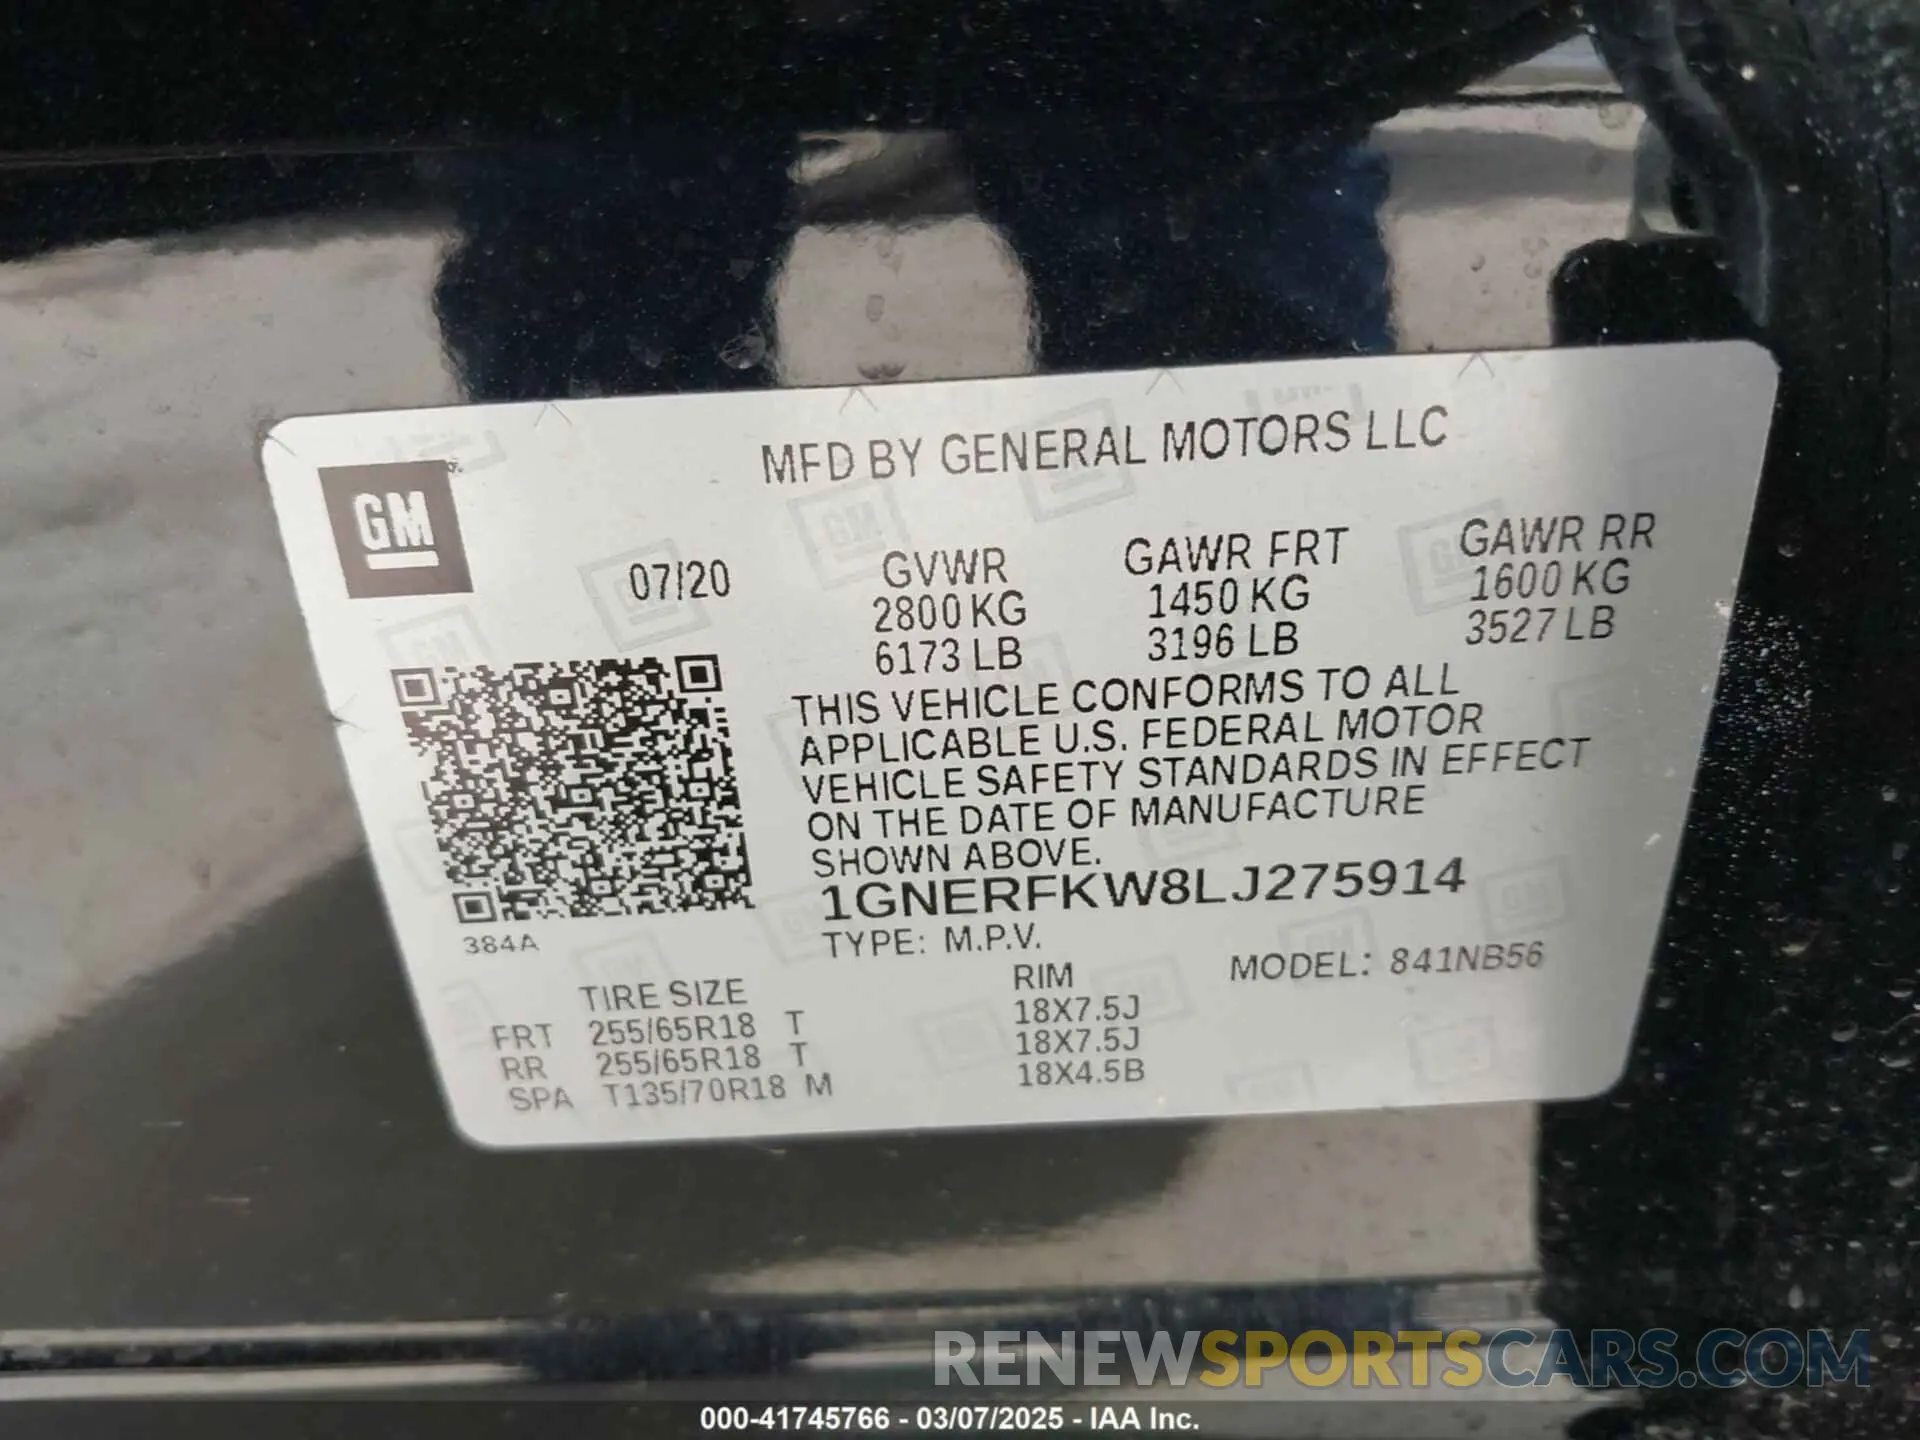 MFD BY GENERAL MOTORS LLC
GM
07/20
GVWR
2800 KG
6173 LB
GAWR FRT
1450 KG
3196 LB
GAWR RR
1600 KG
3527 LB
THIS VEHICLE CONFORMS TO ALL
APPLICABLE U.S. FEDERAL MOTOR
VEHICLE SAFETY STANDARDS IN EFFECT
ON THE DATE OF MANUFACTURE
SHOWN ABOVE.
1GNERFKW8LJ275914
384A
TYPE: M.P.V.
MODEL: 841NB56
TIRE SIZE RIM
FRT 255/65R18 T 18X7.5J
RR 255/65R18 T 18X7.5J
SPA T135/70R18 M 18X4.5B
RENEWSPORTSCARS.COM
000-41745766 - 03/07/2025 - IAA Inc.